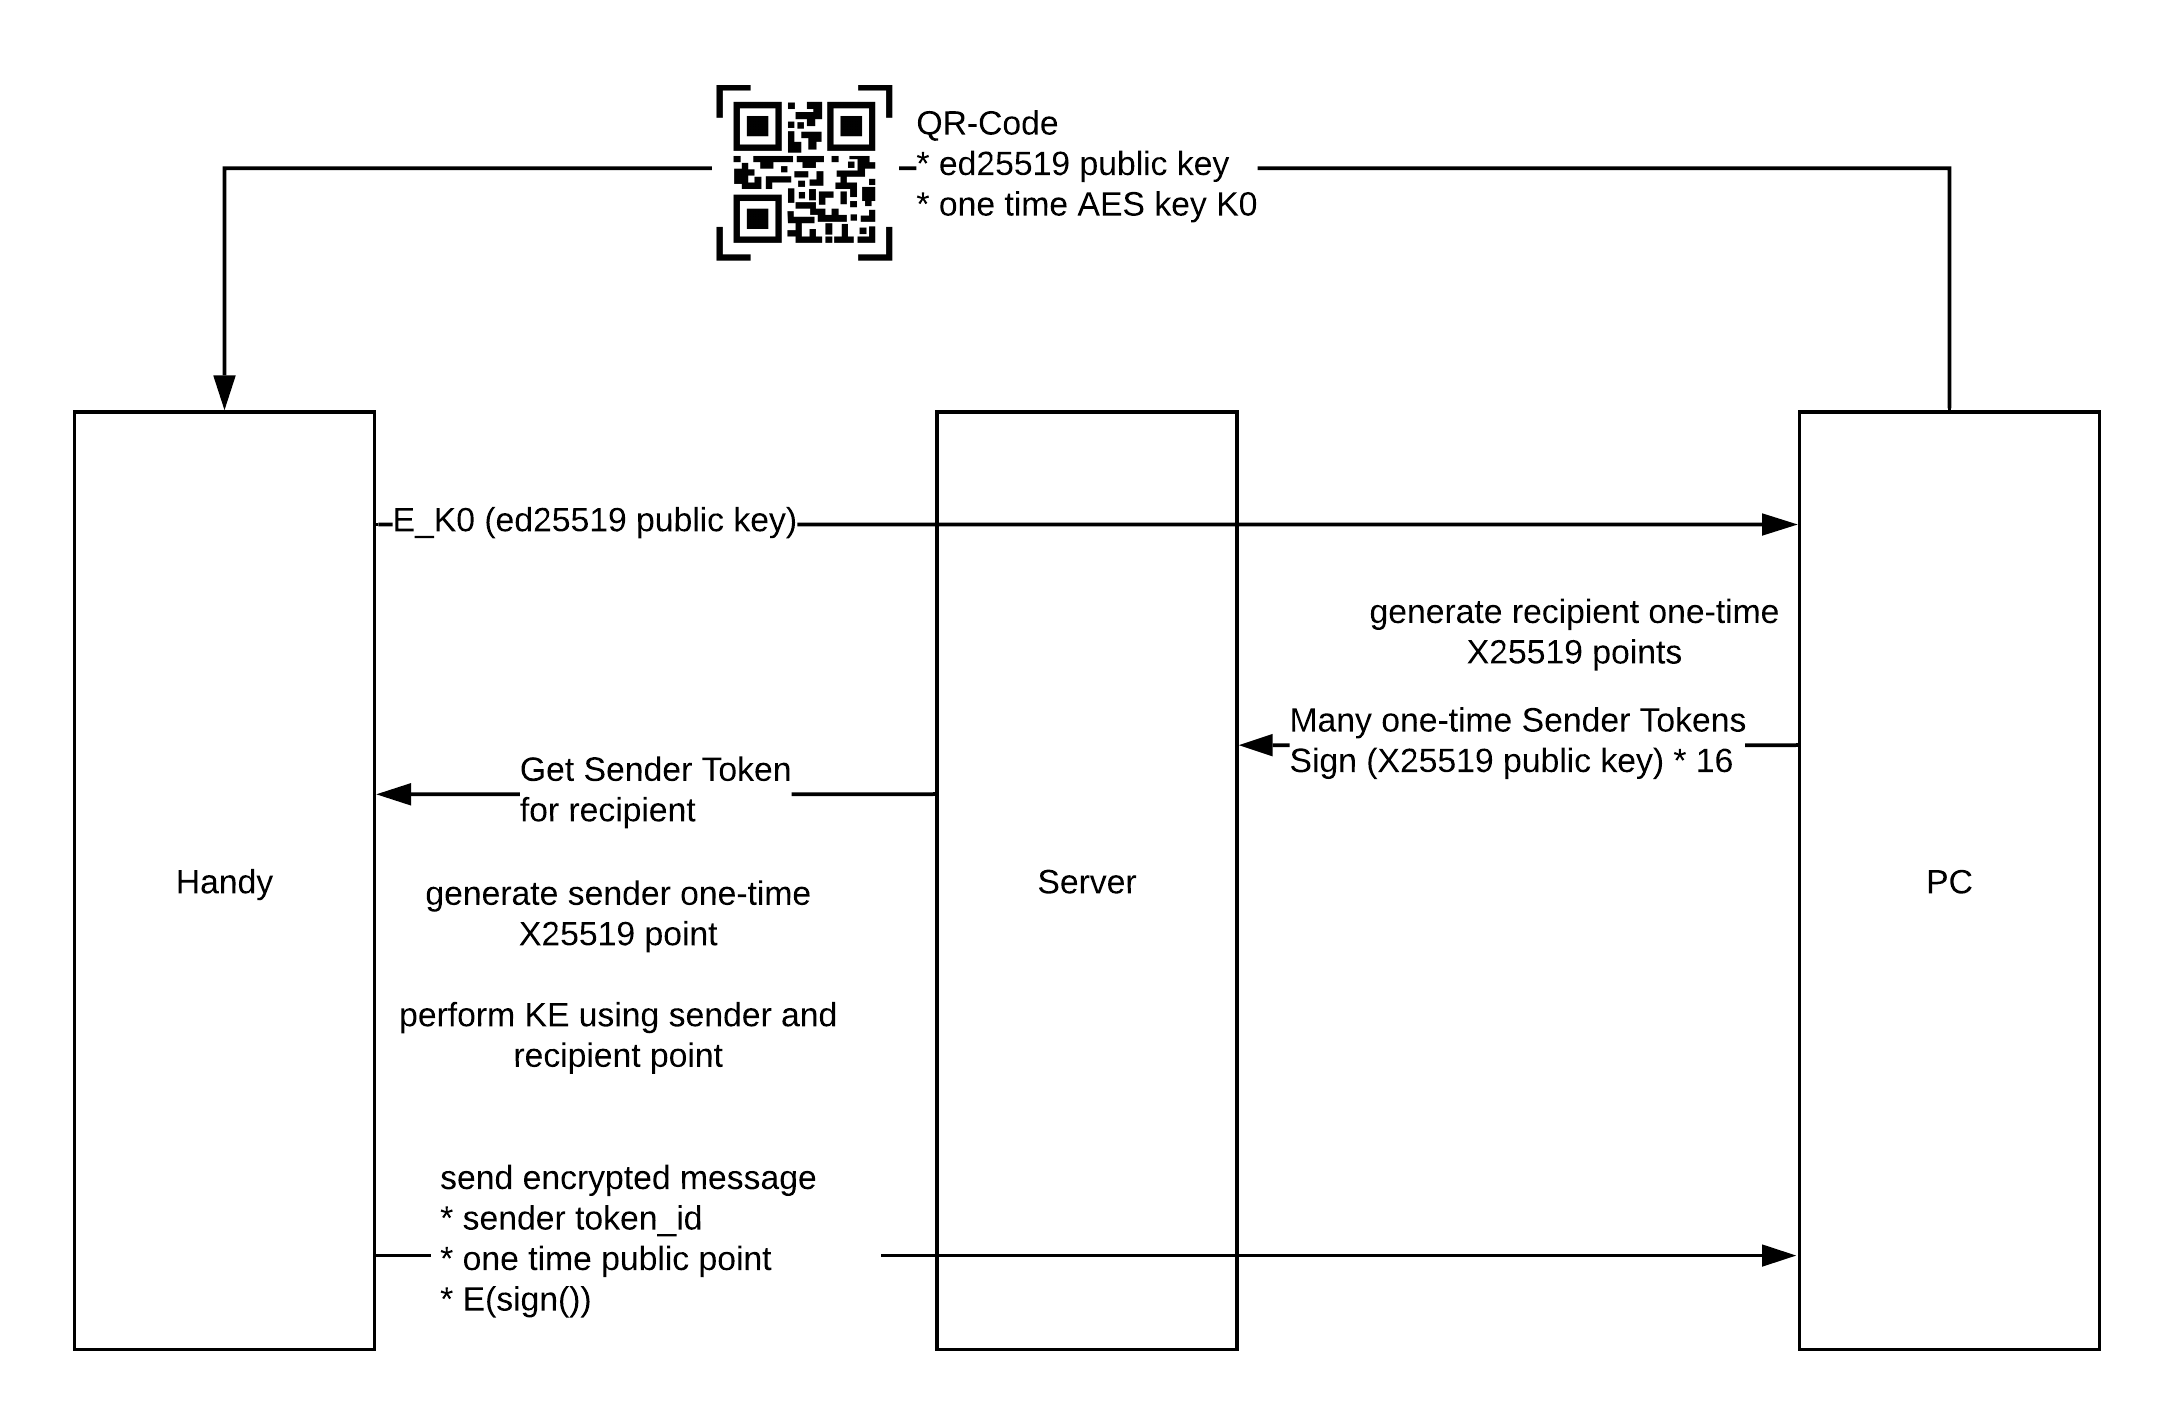 QR-Code
* ed25519 public key
* one time AES key K0
E_K0 (ed25519 public key)
generate recipient one-time
X25519 points
Many one-time Sender Tokens
Sign (X25519 public key) * 16
Get Sender Token
for recipient
Handy
Server
PC
generate sender one-time
X25519 point
perform KE using sender and
recipient point
send encrypted message
* sender token_id
* one time public point
* E(sign())